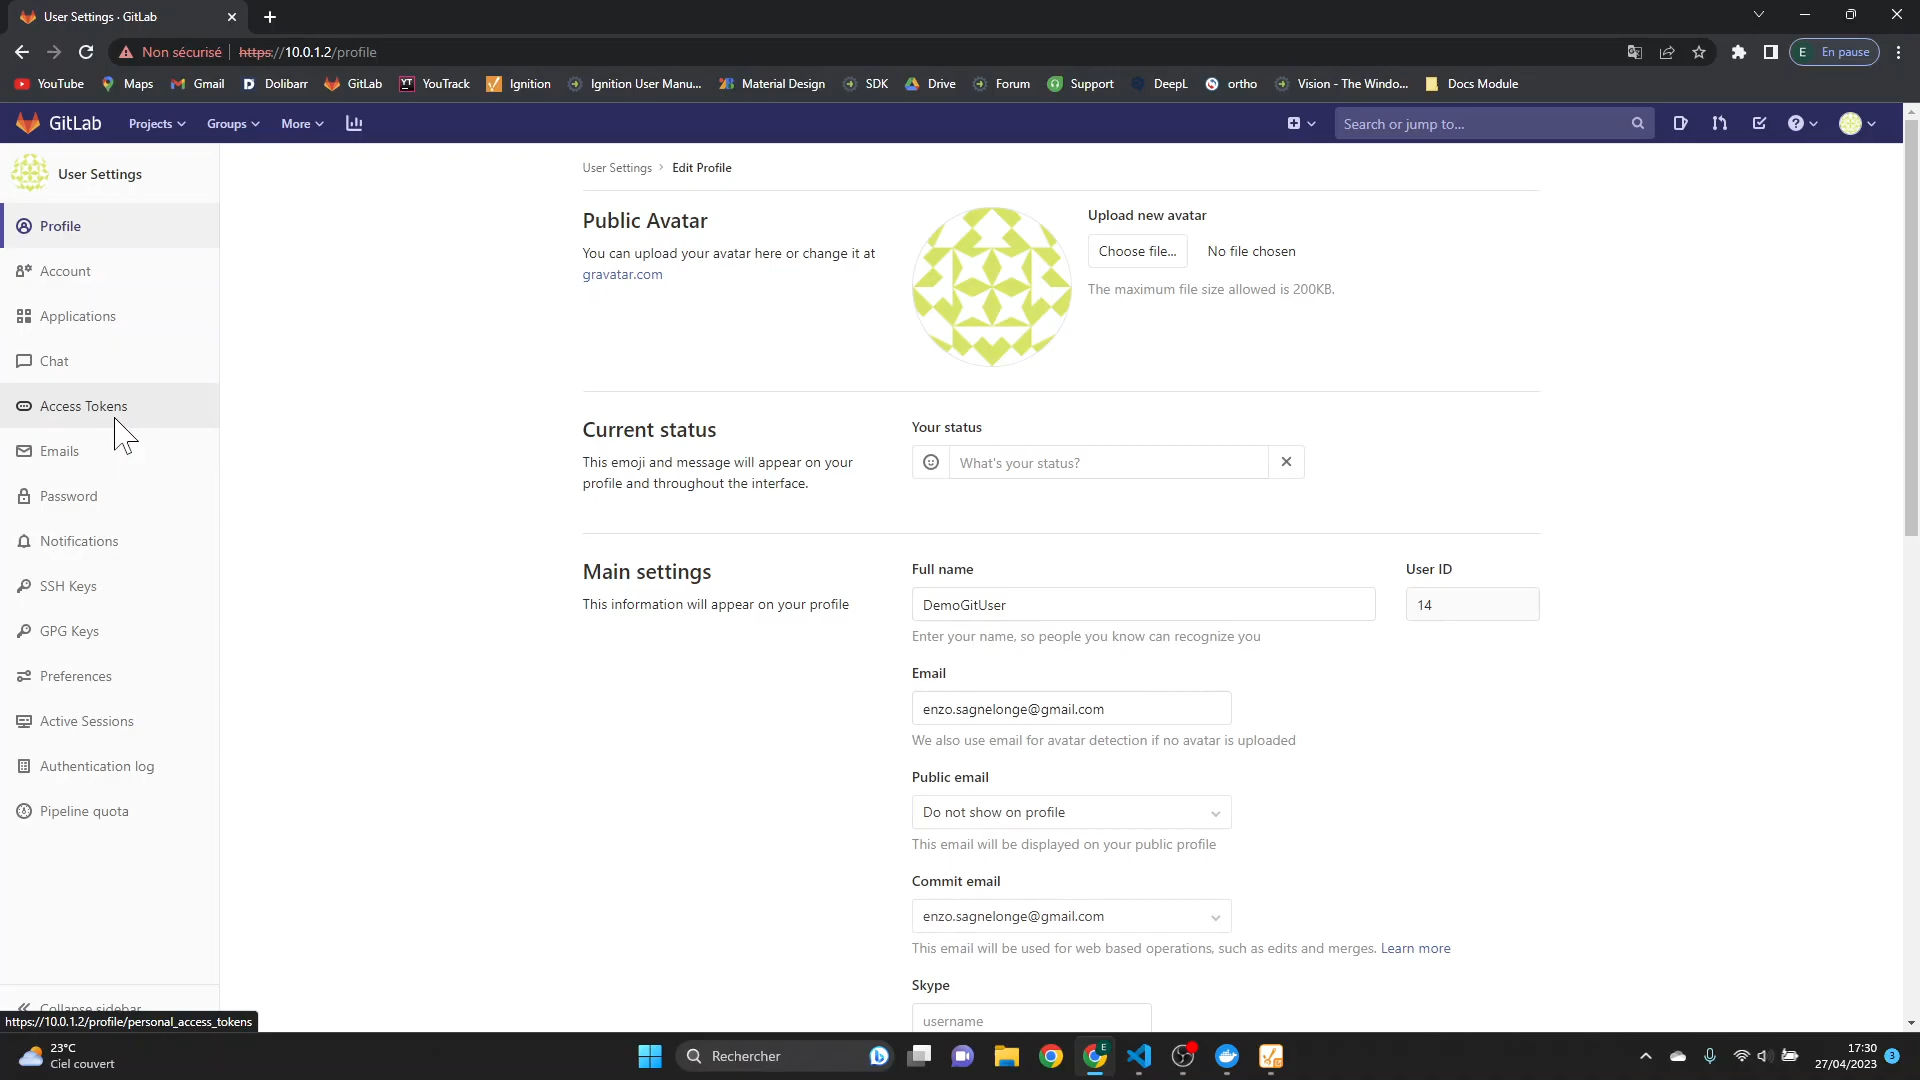 User Settings · GitLab
Non sécurisé
https://10.0.1.2/profile
En pause
E
YouTube
Maps
Gmail
Dolibarr
GitLab
YouTrack
Ignition
Ignition User Manu...
Material Design
SDK
Drive
Forum
Support
DeepL
ortho
Vision - The Windo...
Docs Module
GitLab
Projects
Groups
More
Search or jump to...
User Settings
Profile
Account
Applications
Chat
Access Tokens
Emails
Password
Notifications
SSH Keys
GPG Keys
Preferences
Active Sessions
Authentication log
Pipeline quota
Collapse sidebar
https://10.0.1.2/profile/personal_access_tokens
User Settings > Edit Profile
Public Avatar
You can upload your avatar here or change it at
gravatar.com
Upload new avatar
Choose file...
No file chosen
The maximum file size allowed is 200KB.
Current status
This emoji and message will appear on your
profile and throughout the interface.
Your status
What's your status?
Main settings
This information will appear on your profile
Full name
DemoGitUser
Enter your name, so people you know can recognize you
User ID
14
Email
enzo.sagnelonge@gmail.com
We also use email for avatar detection if no avatar is uploaded
Public email
Do not show on profile
This email will be displayed on your public profile
Commit email
enzo.sagnelonge@gmail.com
This email will be used for web based operations, such as edits and merges. Learn more
Skype
username
23°C
Ciel couvert
Rechercher
17:30
27/04/2023
3